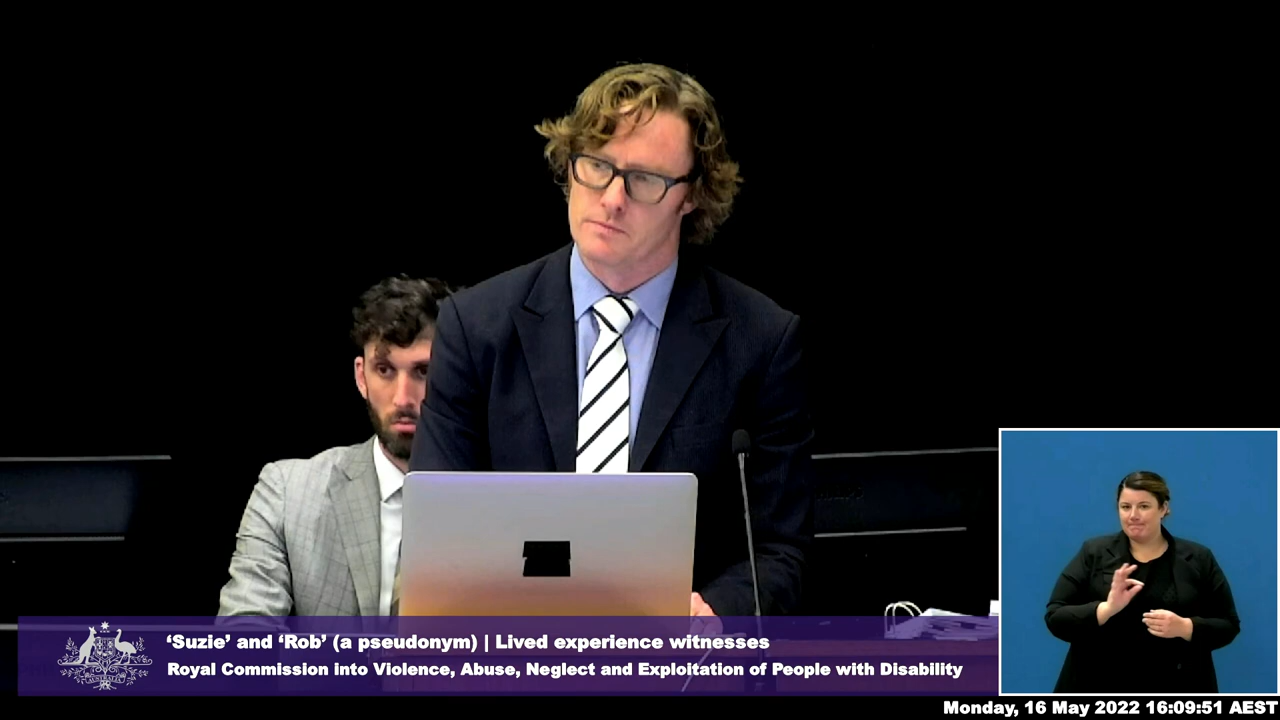 ‘Suzie’ and ‘Rob’ (a pseudonym) | Lived experience witnesses
Royal Commission into Violence, Abuse, Neglect and Exploitation of People with Disability
AUSTRALIA
Monday, 16 May 2022 16:09:51 AEST